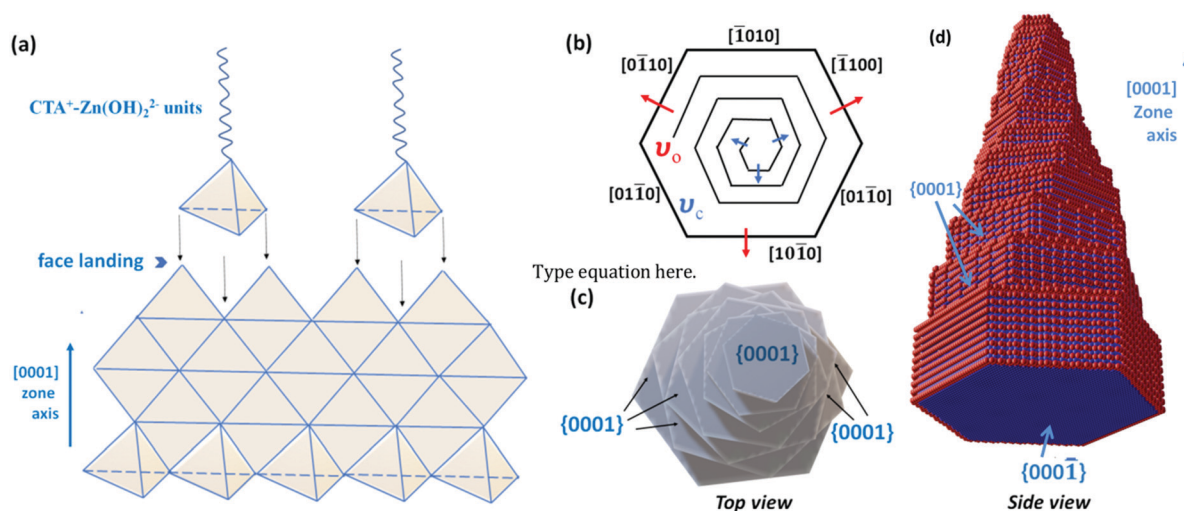 (a)
CTA⁺-Zn(OH)₂²⁻ units
face landing
[0001]
zone
axis
(b)
[1̄010]
[01̄10]
[1̄100]
υₒ
υ_c
[011̄0]
[011̄0]
[101̄0]
Type equation here.
(c)
{0001}
{0001}
{0001}
Top view
(d)
[0001]
Zone
axis
{0001}
{0001̄}
Side view